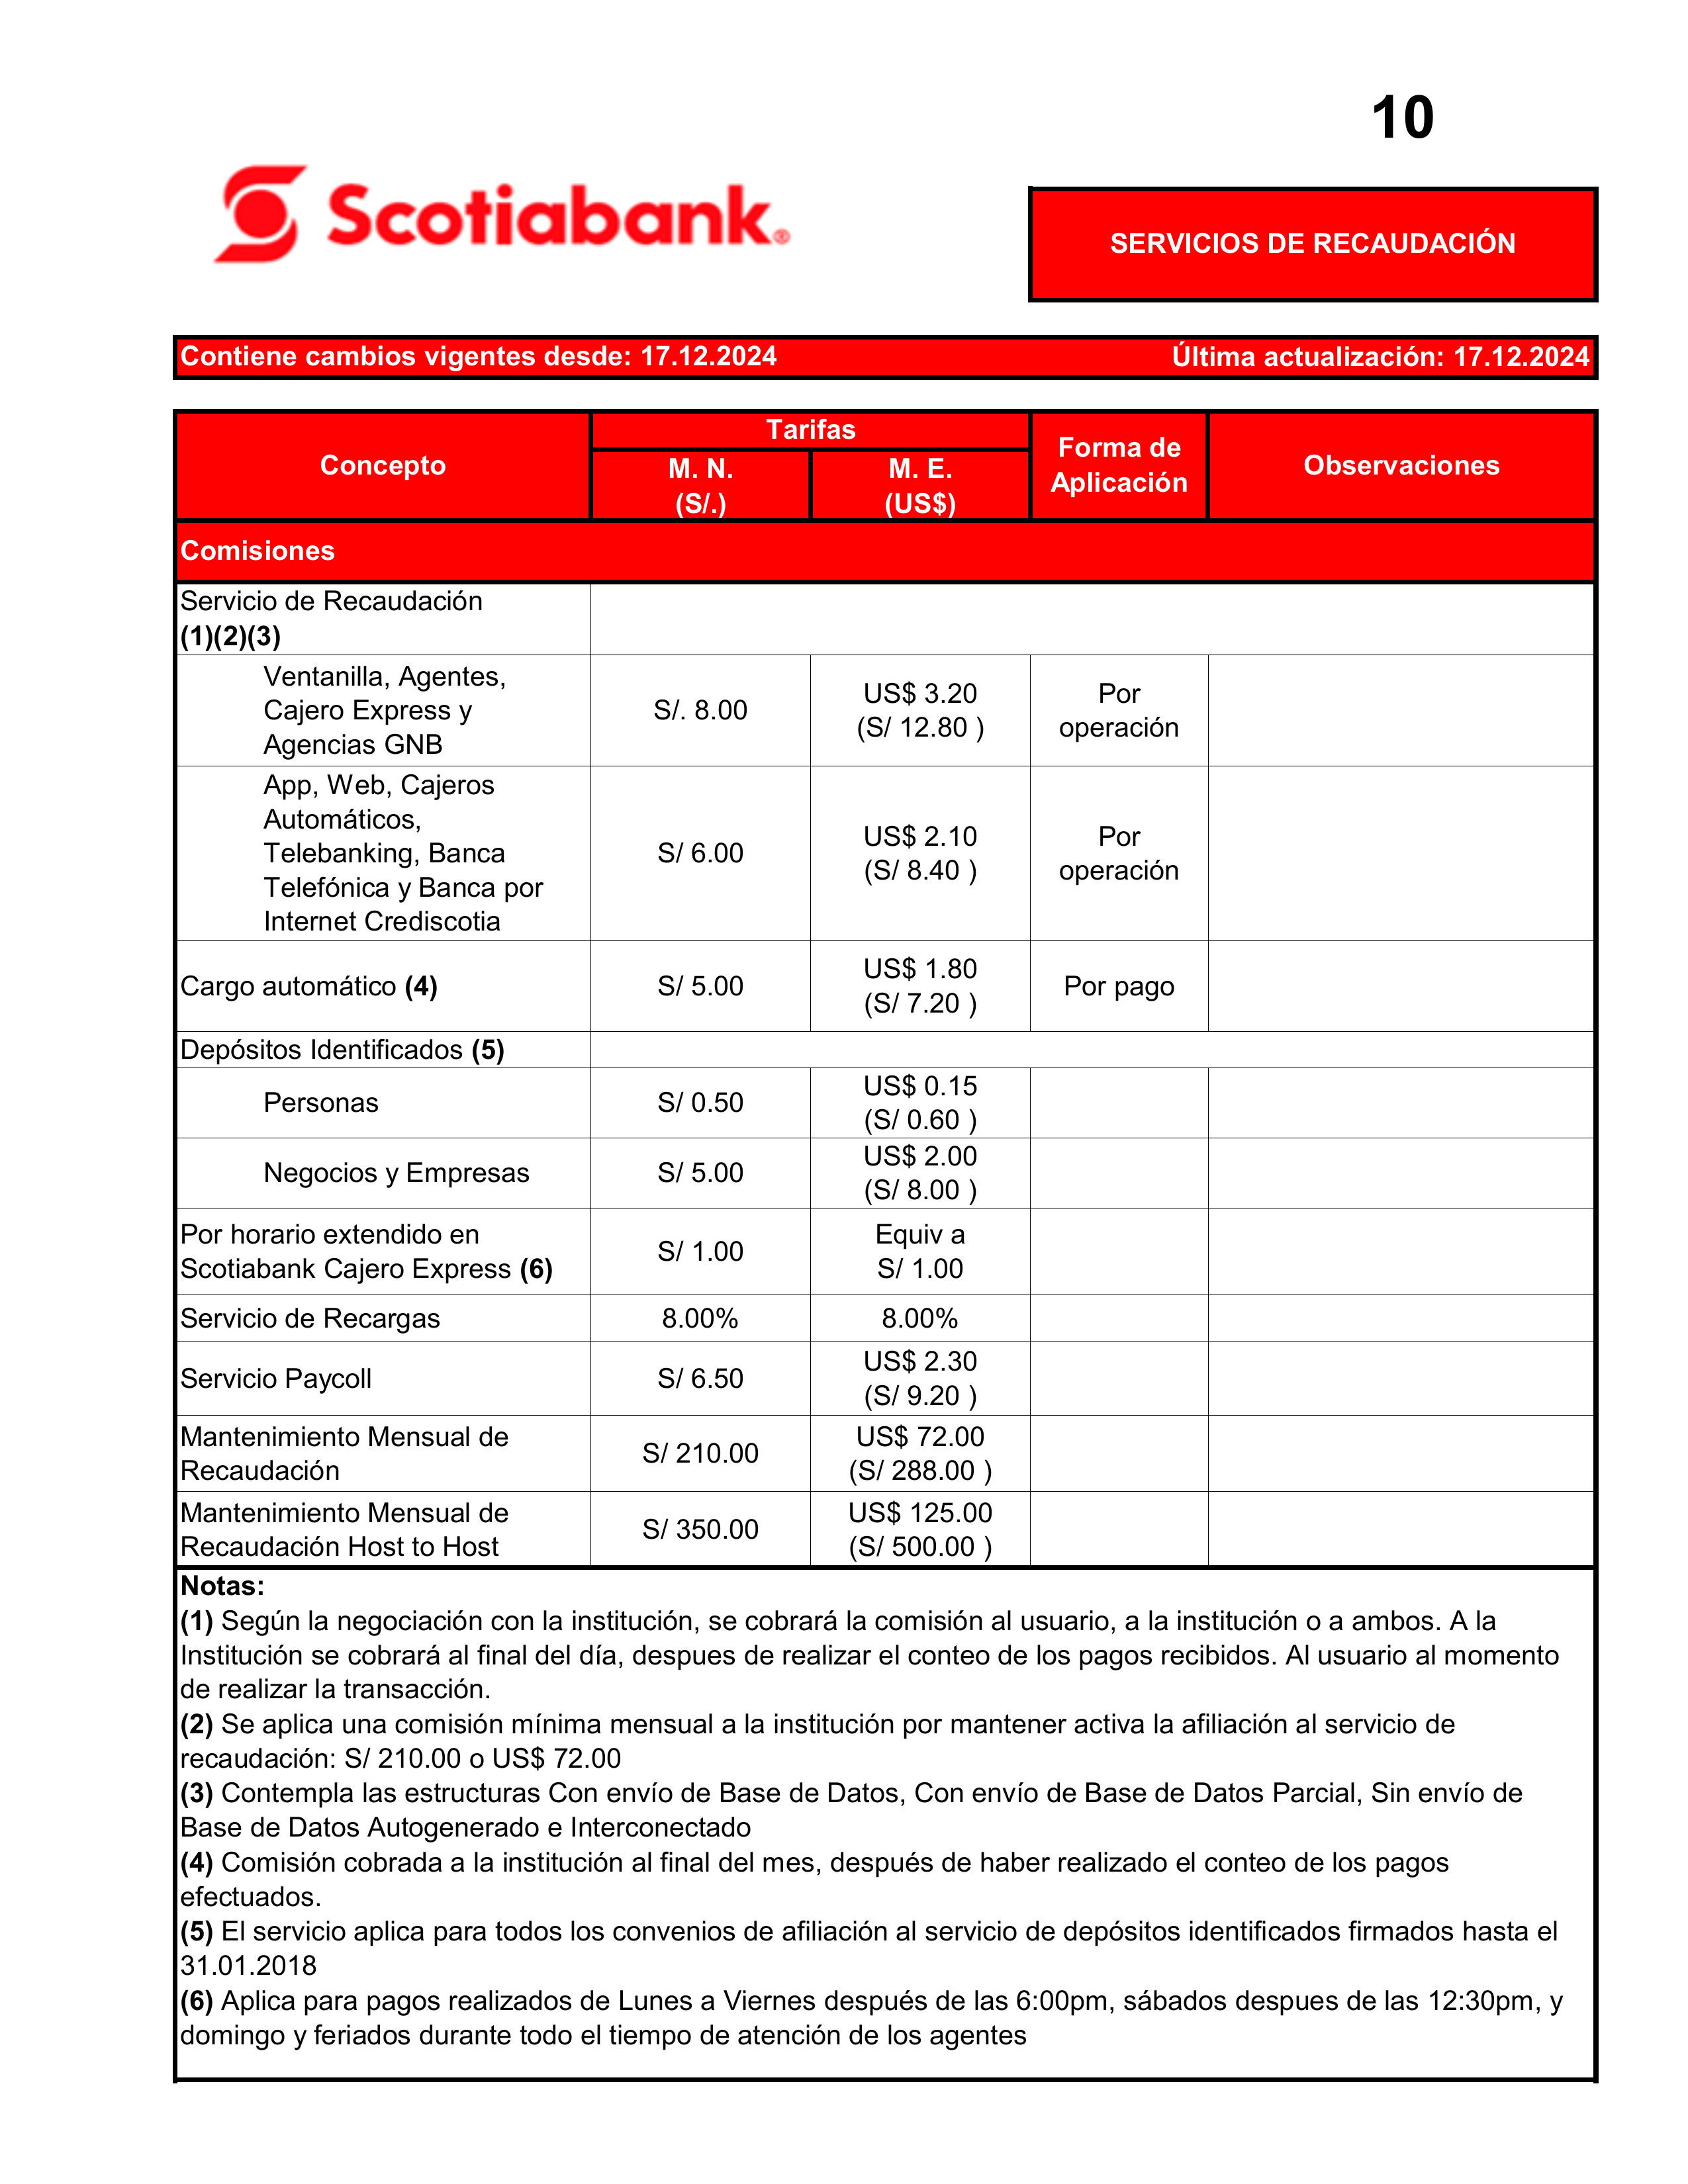 10
Scotiabank®
SERVICIOS DE RECAUDACIÓN
Contiene cambios vigentes desde: 17.12.2024 Última actualización: 17.12.2024
Concepto
Tarifas
M. N.
(S/.)
M. E.
(US$)
Forma de
Aplicación
Observaciones
Comisiones
Servicio de Recaudación
(1)(2)(3)
Ventanilla, Agentes,
Cajero Express y
Agencias GNB
S/. 8.00
US$ 3.20
(S/ 12.80 )
Por
operación
App, Web, Cajeros
Automáticos,
Telebanking, Banca
Telefónica y Banca por
Internet Crediscotia
S/ 6.00
US$ 2.10
(S/ 8.40 )
Por
operación
Cargo automático (4)
S/ 5.00
US$ 1.80
(S/ 7.20 )
Por pago
Depósitos Identificados (5)
Personas
S/ 0.50
US$ 0.15
(S/ 0.60 )
Negocios y Empresas
S/ 5.00
US$ 2.00
(S/ 8.00 )
Por horario extendido en
Scotiabank Cajero Express (6)
S/ 1.00
Equiv a
S/ 1.00
Servicio de Recargas
8.00%
8.00%
Servicio Paycoll
S/ 6.50
US$ 2.30
(S/ 9.20 )
Mantenimiento Mensual de
Recaudación
S/ 210.00
US$ 72.00
(S/ 288.00 )
Mantenimiento Mensual de
Recaudación Host to Host
S/ 350.00
US$ 125.00
(S/ 500.00 )
Notas:
(1) Según la negociación con la institución, se cobrará la comisión al usuario, a la institución o a ambos. A la
Institución se cobrará al final del día, despues de realizar el conteo de los pagos recibidos. Al usuario al momento
de realizar la transacción.
(2) Se aplica una comisión mínima mensual a la institución por mantener activa la afiliación al servicio de
recaudación: S/ 210.00 o US$ 72.00
(3) Contempla las estructuras Con envío de Base de Datos, Con envío de Base de Datos Parcial, Sin envío de
Base de Datos Autogenerado e Interconectado
(4) Comisión cobrada a la institución al final del mes, después de haber realizado el conteo de los pagos
efectuados.
(5) El servicio aplica para todos los convenios de afiliación al servicio de depósitos identificados firmados hasta el
31.01.2018
(6) Aplica para pagos realizados de Lunes a Viernes después de las 6:00pm, sábados despues de las 12:30pm, y
domingo y feriados durante todo el tiempo de atención de los agentes